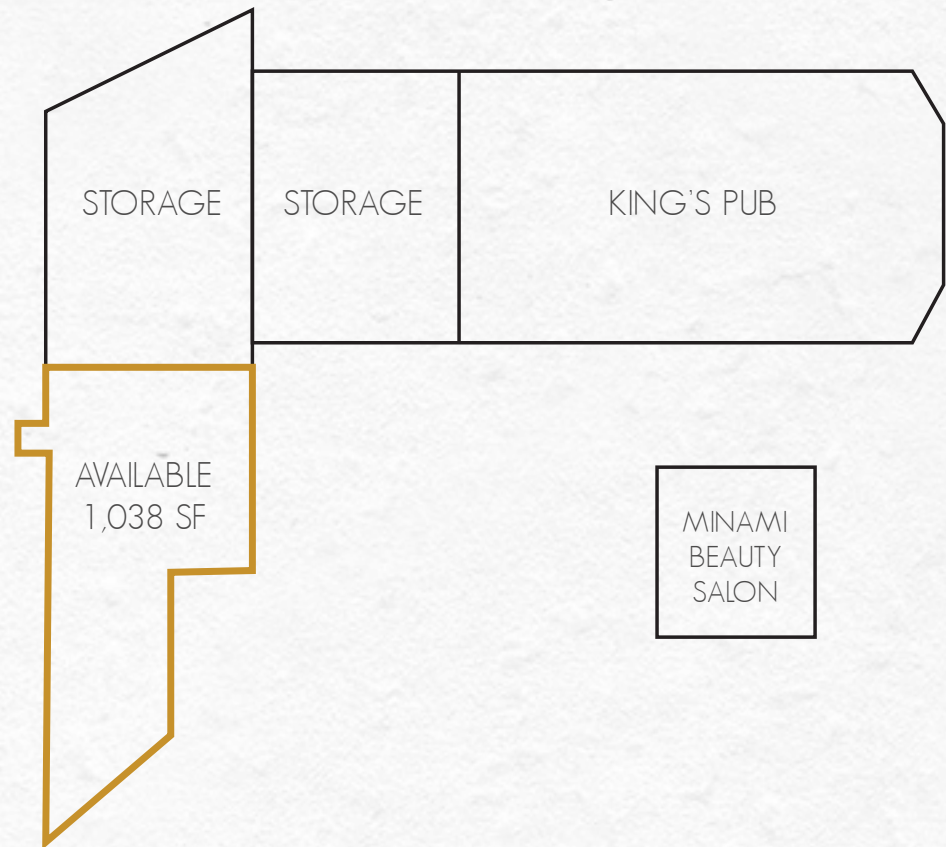 STORAGE
STORAGE
KING'S PUB
AVAILABLE
1,038 SF
MINAMI
BEAUTY
SALON